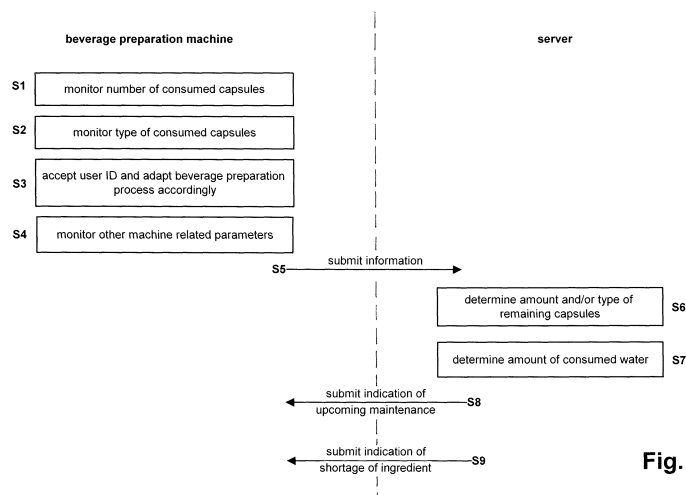 beverage preparation machine
server
S1
monitor number of consumed capsules
S2
monitor type of consumed capsules
S3
accept user ID and adapt beverage preparation
process accordingly
S4
monitor other machine related parameters
submit information
S5
determine amount and/or type of
remaining capsules
S6
determine amount of consumed water
S7
submit indication of
upcoming maintenance
S8
submit indication of
shortage of ingredient
S9
Fig.